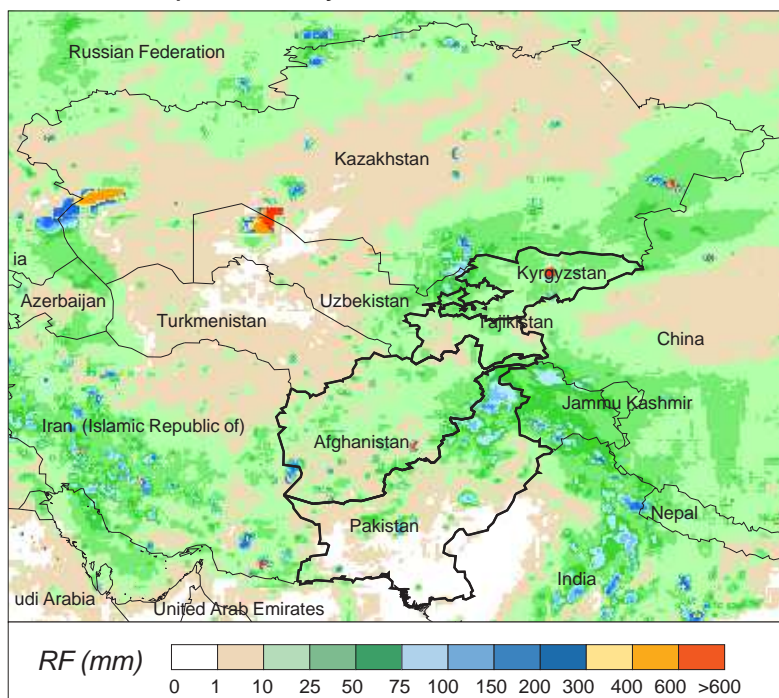 Russian Federation
Kazakhstan
ia
Kyrgyzstan
Azerbaijan
Uzbekistan
Turkmenistan
Tajikistan
China
Jammu Kashmir
Iran (Islamic Republic of)
Afghanistan
Pakistan
Nepal
India
udi Arabia
United Arab Emirates
RF (mm)
0 1 10 25 50 75 100 150 200 300 400 600 >600